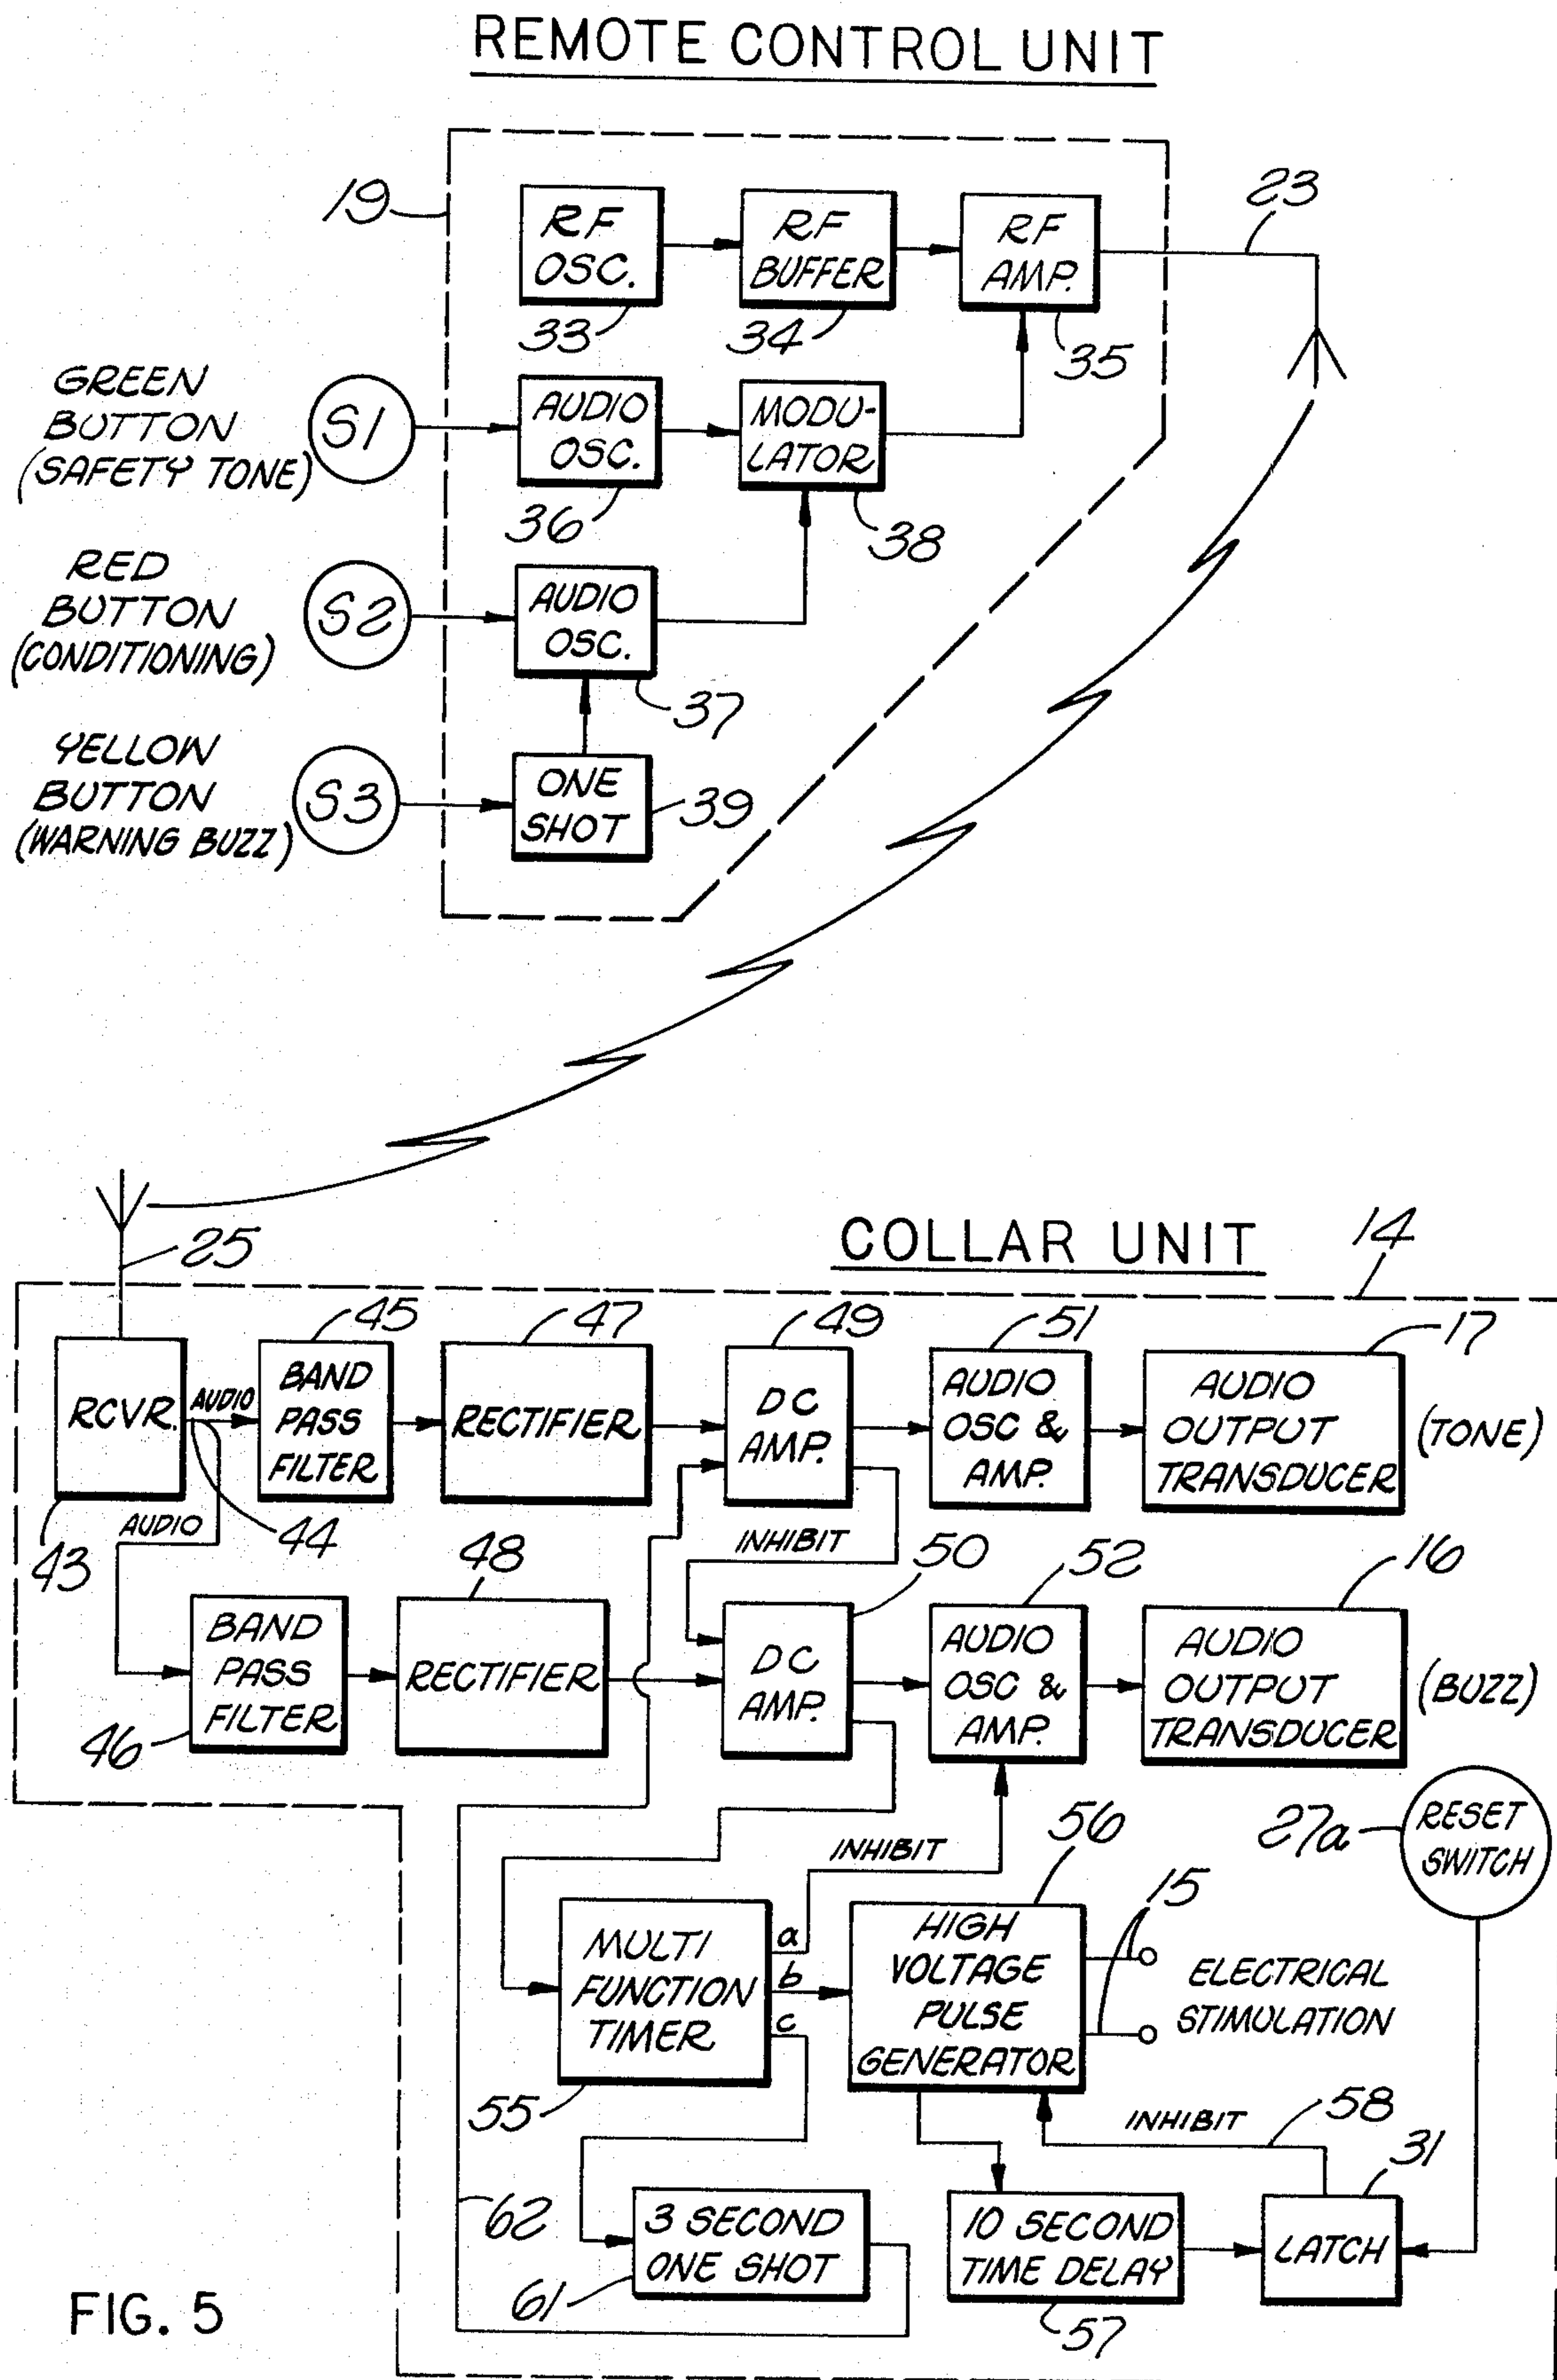 REMOTE CONTROL UNIT
19
23
RF
OSC.
33
RF
BUFFER
34
RF
AMP.
35
GREEN
BUTTON
(SAFETY TONE)
S1
AUDIO
OSC.
36
MODU-
LATOR
38
RED
BUTTON
(CONDITIONING)
S2
AUDIO
OSC.
37
YELLOW
BUTTON
(WARNING BUZZ)
S3
ONE
SHOT
39
25
COLLAR UNIT
14
RCVR.
43
AUDIO
44
AUDIO
45
BAND
PASS
FILTER
47
RECTIFIER
49
DC
AMP.
51
AUDIO
OSC &
AMP.
17
AUDIO
OUTPUT
TRANSDUCER
(TONE)
INHIBIT
46
BAND
PASS
FILTER
48
RECTIFIER
50
DC
AMP.
52
AUDIO
OSC &
AMP.
16
AUDIO
OUTPUT
TRANSDUCER
(BUZZ)
27a
RESET
SWITCH
INHIBIT
MULTI
FUNCTION
TIMER
a
b
c
55
56
HIGH
VOLTAGE
PULSE
GENERATOR
15
ELECTRICAL
STIMULATION
INHIBIT
58
31
62
3 SECOND
ONE SHOT
61
10 SECOND
TIME DELAY
57
LATCH
FIG. 5